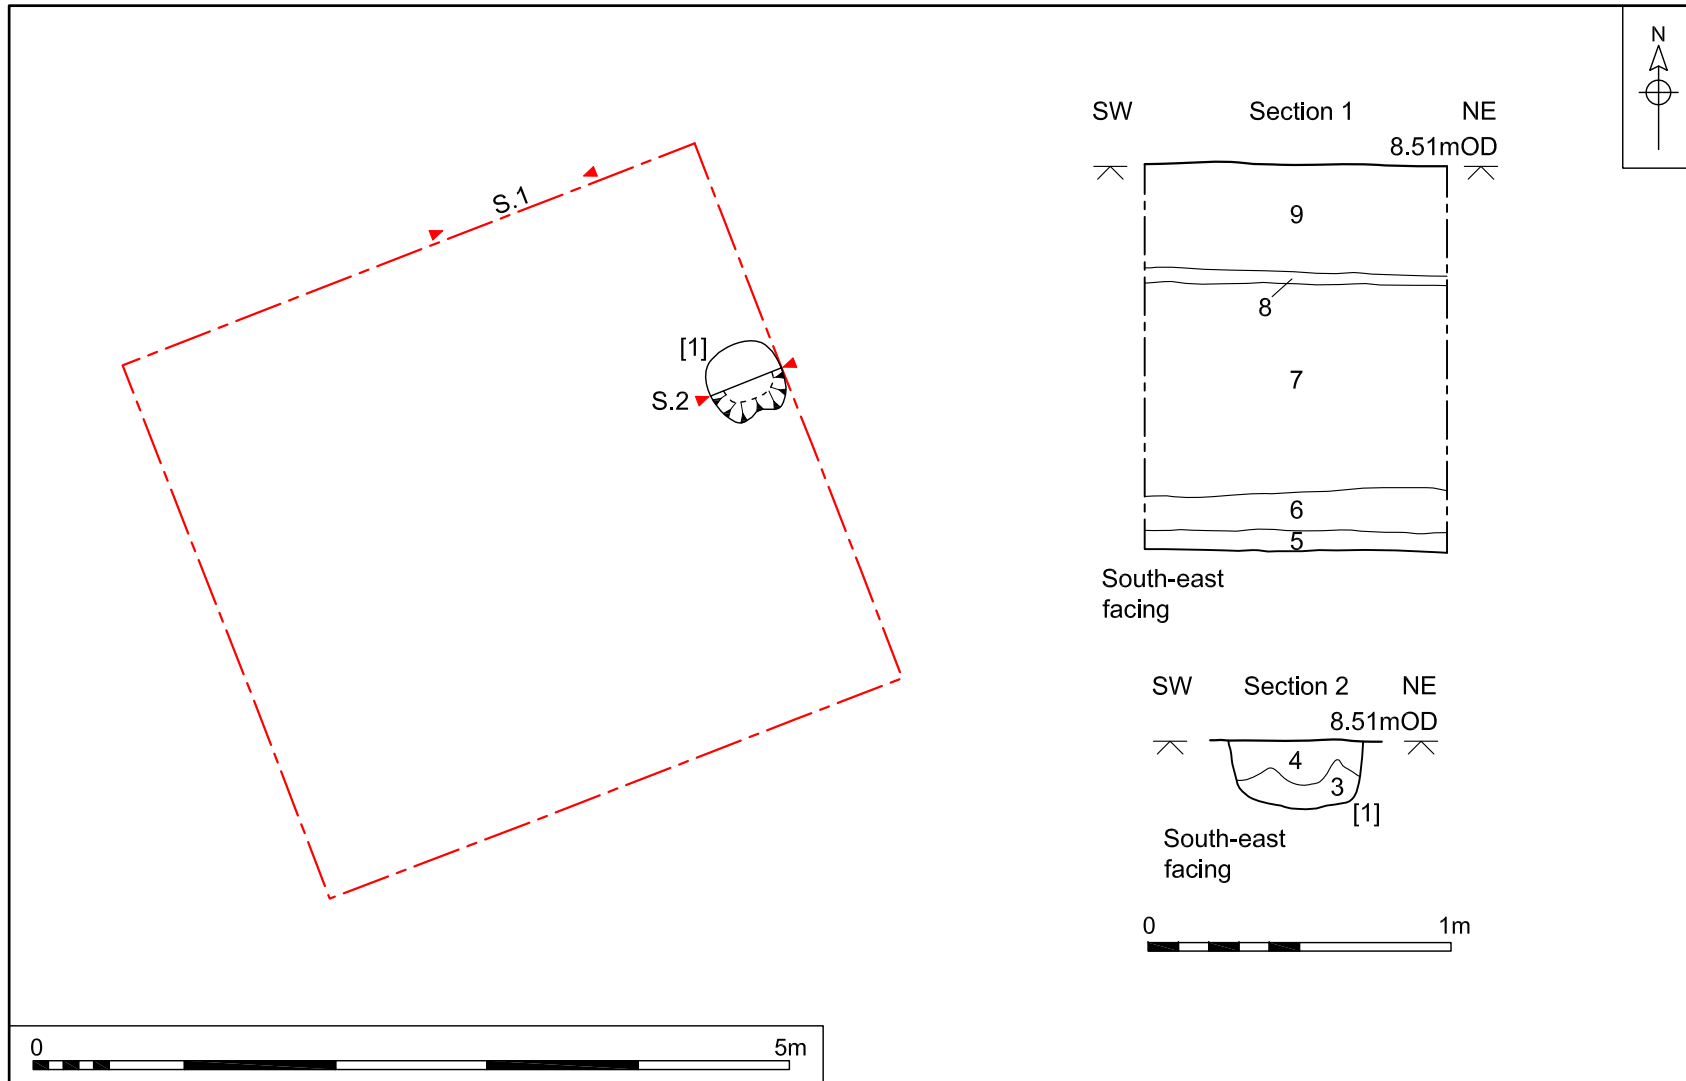 N
SW Section 1 NE
8.51mOD
9
8
7
6
5
South-east
facing
S.1
[1]
S.2
SW Section 2 NE
8.51mOD
4
3
[1]
South-east
facing
0 1m
0 5m